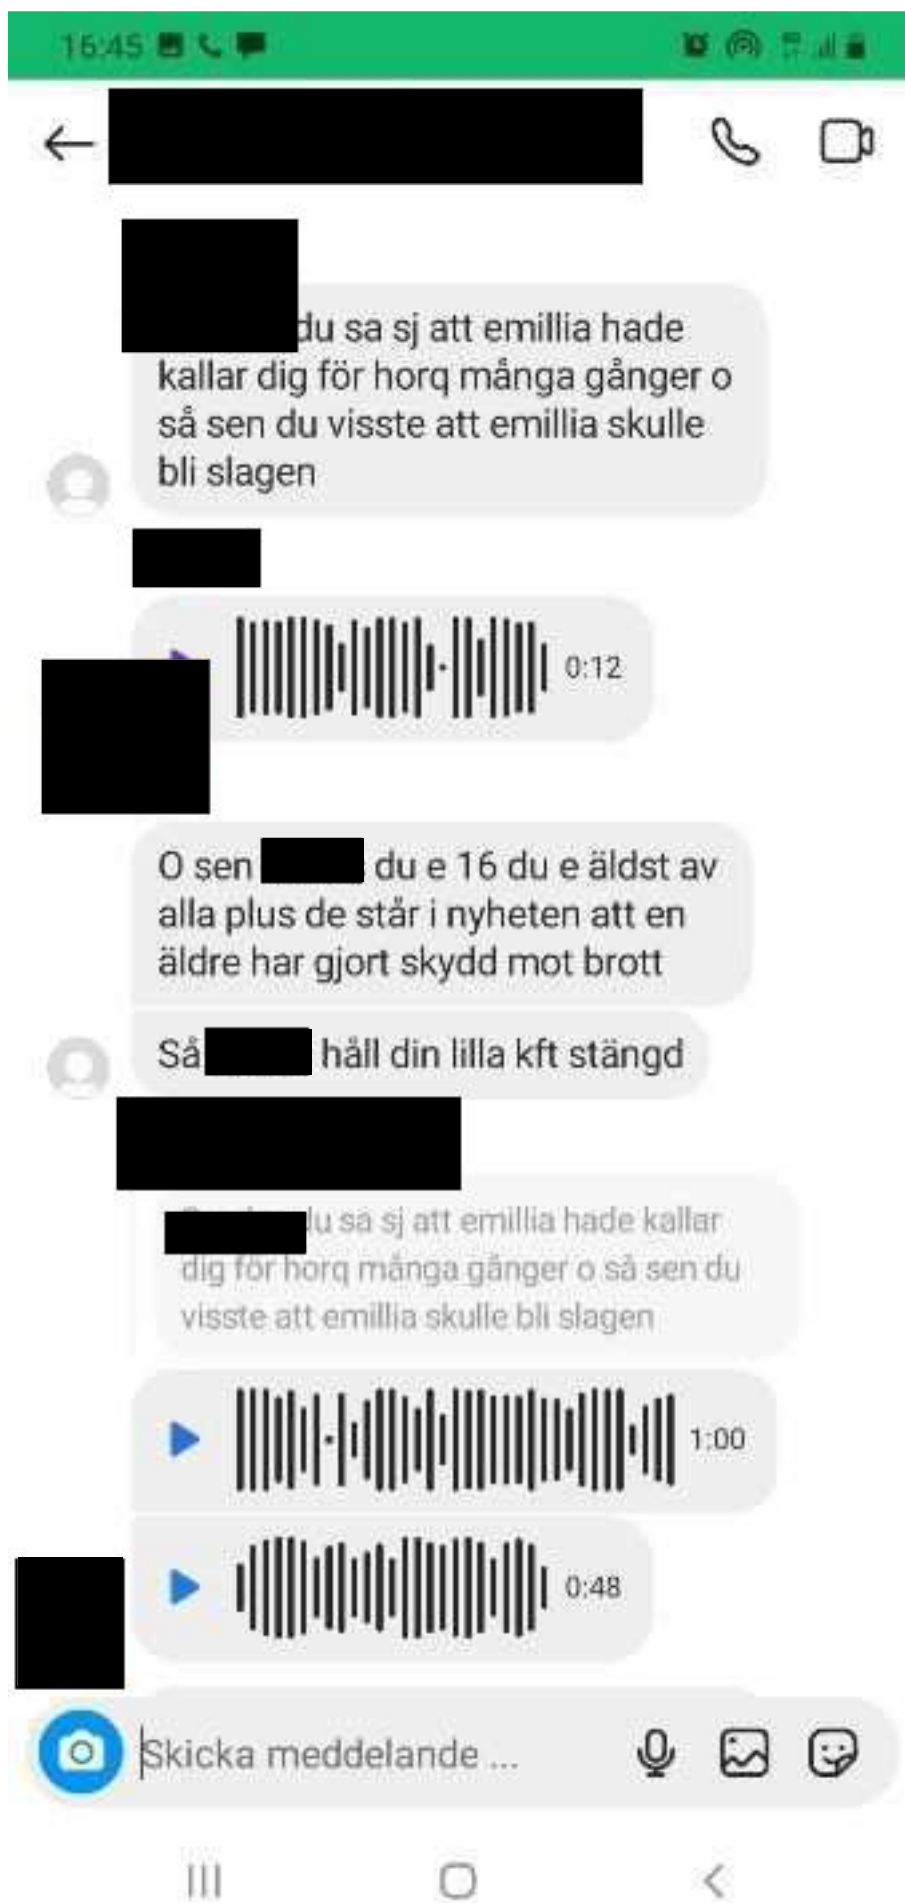 16:45
du sa sj att emillia hade
kallar dig för horq många gånger o
så sen du visste att emillia skulle
bli slagen
0:12
O sen du e 16 du e äldst av
alla plus de står i nyheten att en
äldre har gjort skydd mot brott
Så håll din lilla kft stängd
du sa sj att emillia hade kallar
dig för horq många gånger o så sen du
visste att emillia skulle bli slagen
1:00
0:48
Skicka meddelande ...